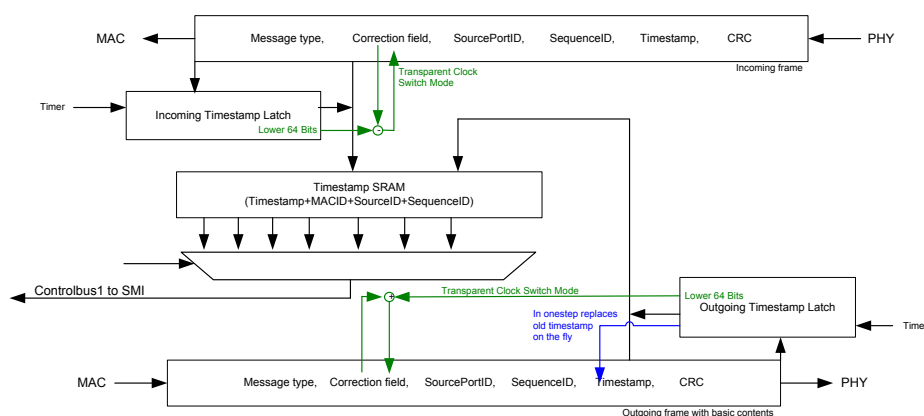 MAC
Message type, Correction field, SourcePortID, SequenceID, Timestamp, CRC
PHY
Incoming frame
Transparent Clock
Switch Mode
Timer
Incoming Timestamp Latch
Lower 64 Bits
-
Timestamp SRAM
(Timestamp+MACID+SourceID+SequenceID)
Controlbus1 to SMI
+
Transparent Clock Switch Mode
Lower 64 Bits
Outgoing Timestamp Latch
In onestep replaces
old timestamp
on the fly
Time
MAC
Message type, Correction field, SourcePortID, SequenceID, Timestamp, CRC
PHY
Outgoing frame with basic contents